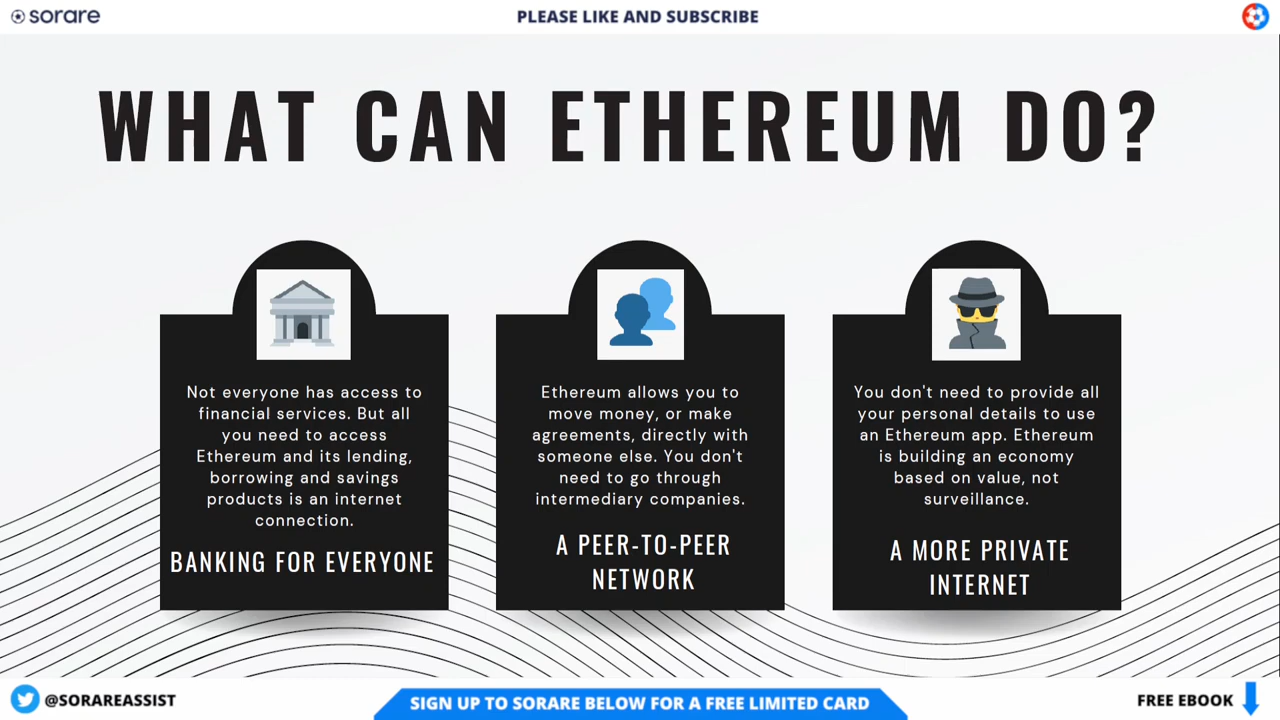 sorare
PLEASE LIKE AND SUBSCRIBE
WHAT CAN ETHEREUM DO?
Not everyone has access to
financial services. But all
you need to access
Ethereum and its lending,
borrowing and savings
products is an internet
connection.
BANKING FOR EVERYONE
Ethereum allows you to
move money, or make
agreements, directly with
someone else. You don't
need to go through
intermediary companies.
A PEER-TO-PEER
NETWORK
You don't need to provide all
your personal details to use
an Ethereum app. Ethereum
is building an economy
based on value, not
surveillance.
A MORE PRIVATE
INTERNET
@SORAREASSIST
SIGN UP TO SORARE BELOW FOR A FREE LIMITED CARD
FREE EBOOK